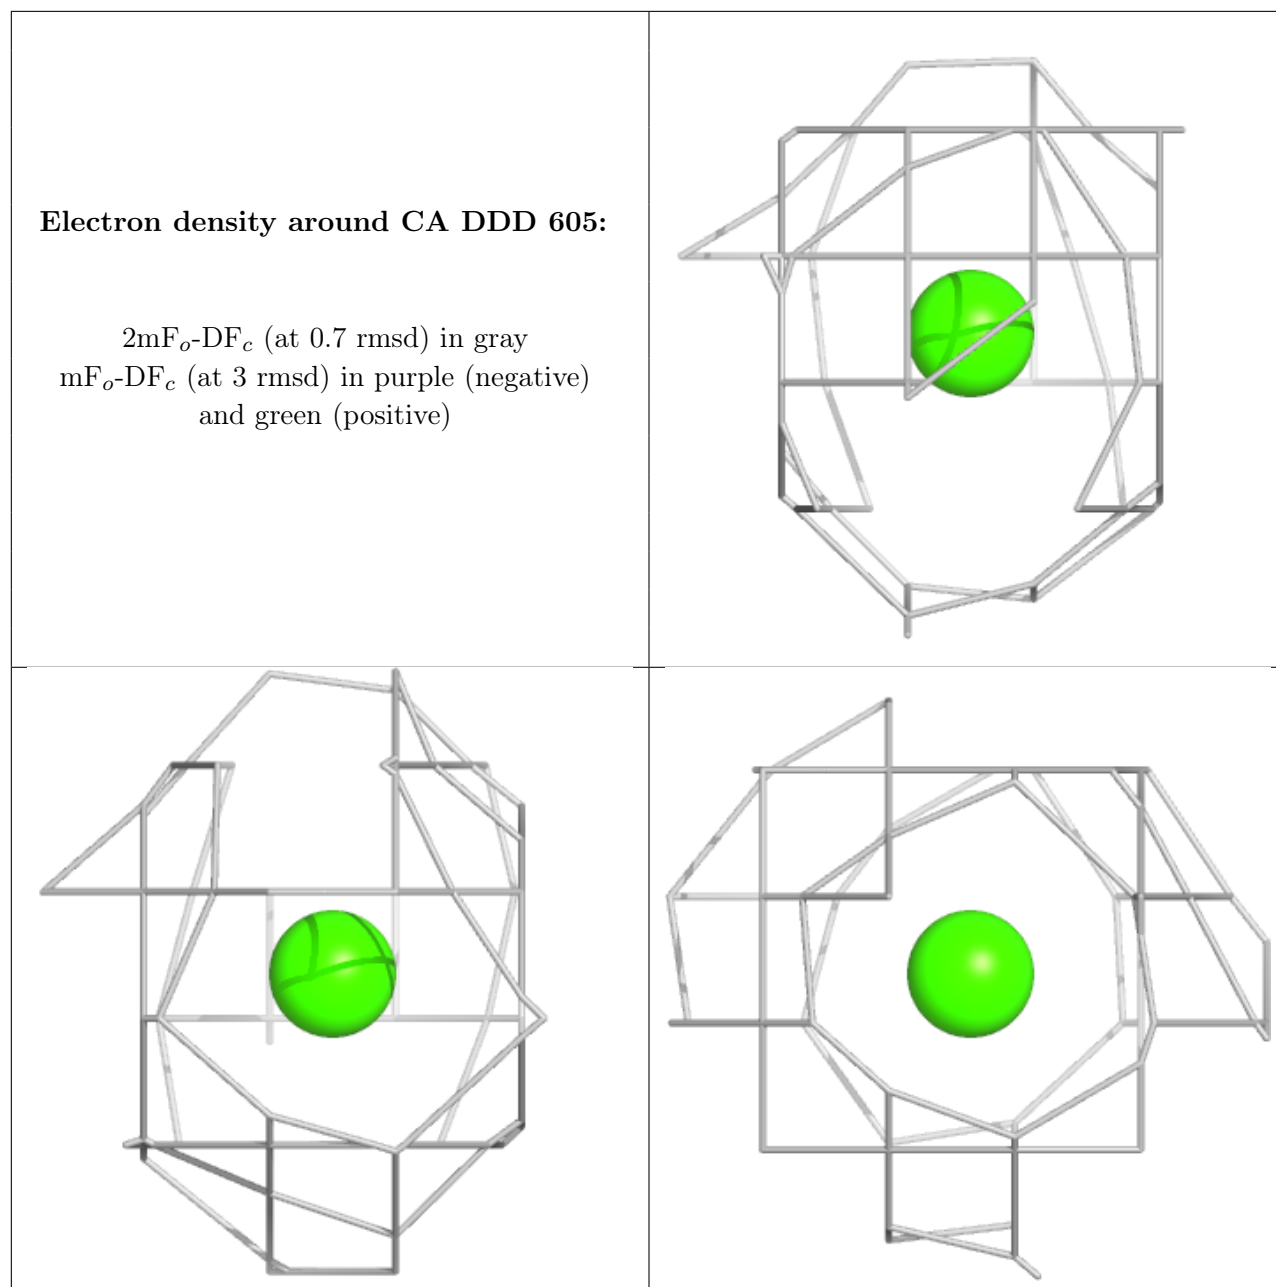 Electron density around CA DDD 605:
2mFo-DFc (at 0.7 rmsd) in gray
mFo-DFc (at 3 rmsd) in purple (negative)
and green (positive)